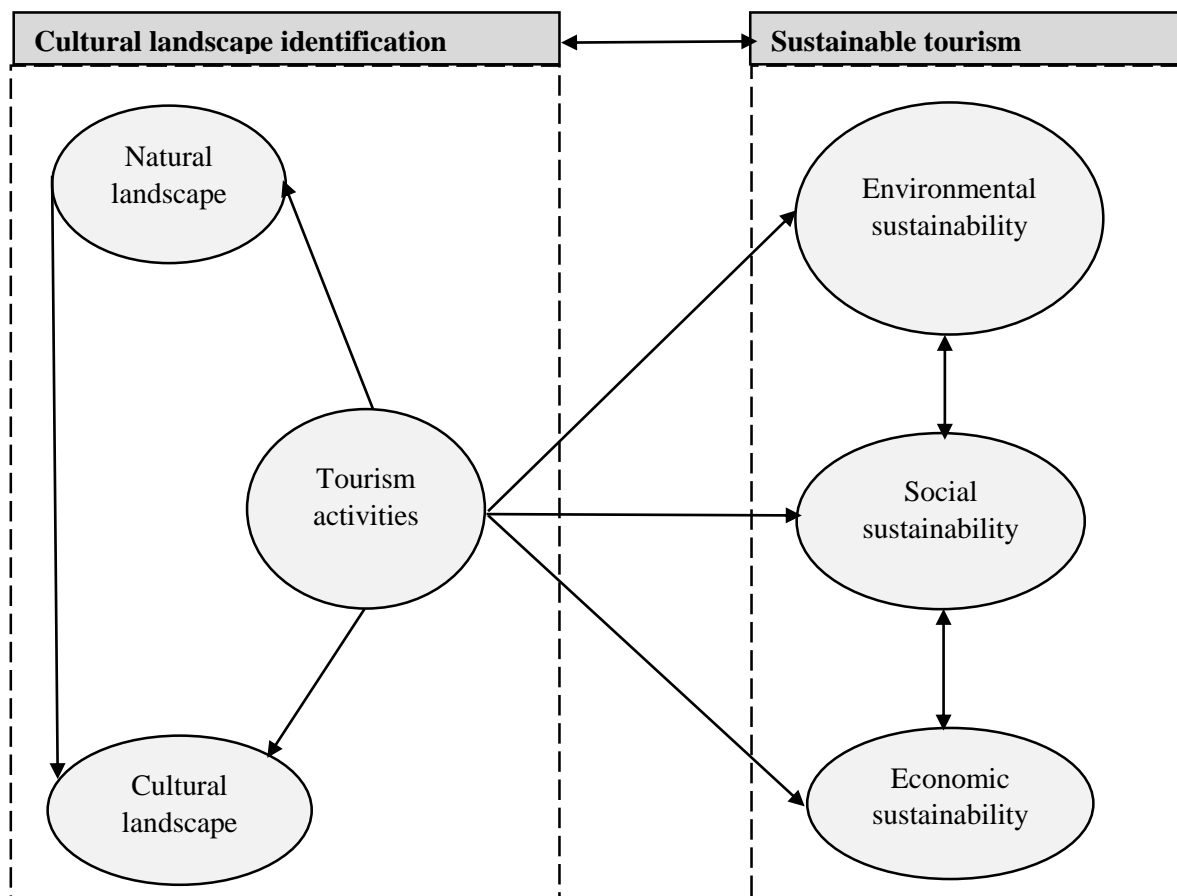 Cultural landscape identification
Sustainable tourism
Natural
landscape
Environmental
sustainability
Tourism
activities
Social
sustainability
Cultural
landscape
Economic
sustainability